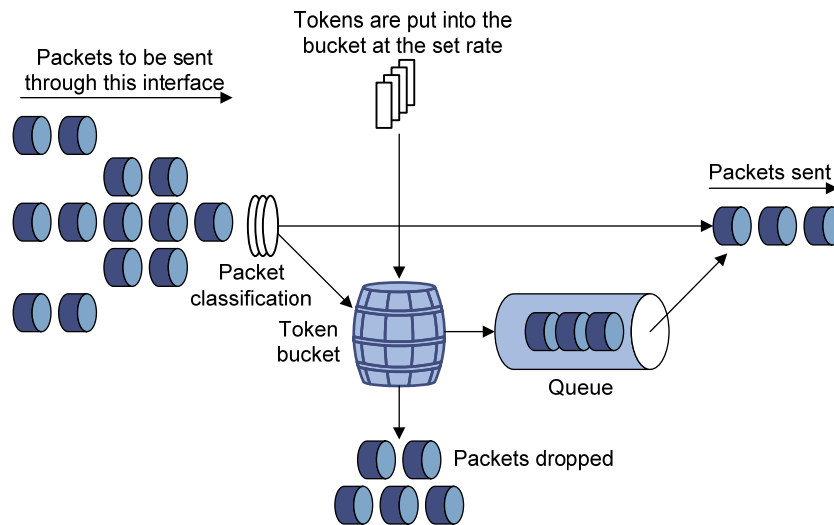 Tokens are put into the
bucket at the set rate
Packets to be sent
through this interface
Packets sent
Packet
classification
Token
bucket
Queue
Packets dropped